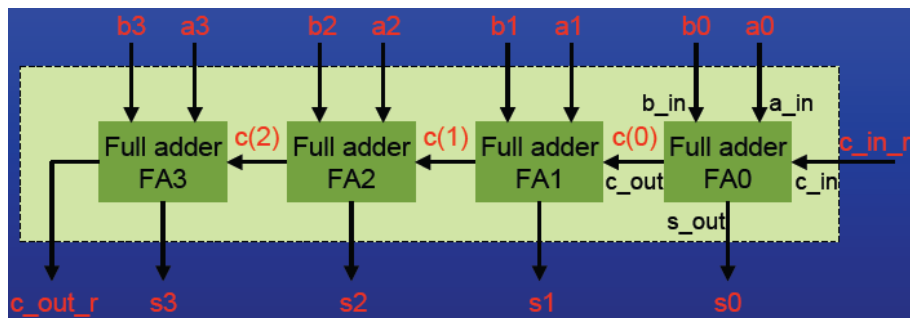 b3 a3 b2 a2 b1 a1 b0 a0
b_in a_in
Full adder FA3
c(2)
Full adder FA2
c(1)
Full adder FA1
c(0)
Full adder FA0
c_in_r
c_out
c_in
s_out
c_out_r s3 s2 s1 s0